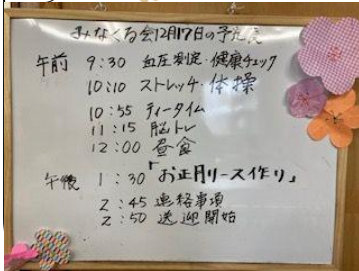 みなくる会12月17日の予定表
午前 9:30 血圧測定・健康チェック
10:10 ストレッチ・体操
10:55 ティータイム
11:15 脳トレ
12:00 昼食
午後 1:30 「お正月リース作り」
2:45 連絡事項
2:50 送迎開始